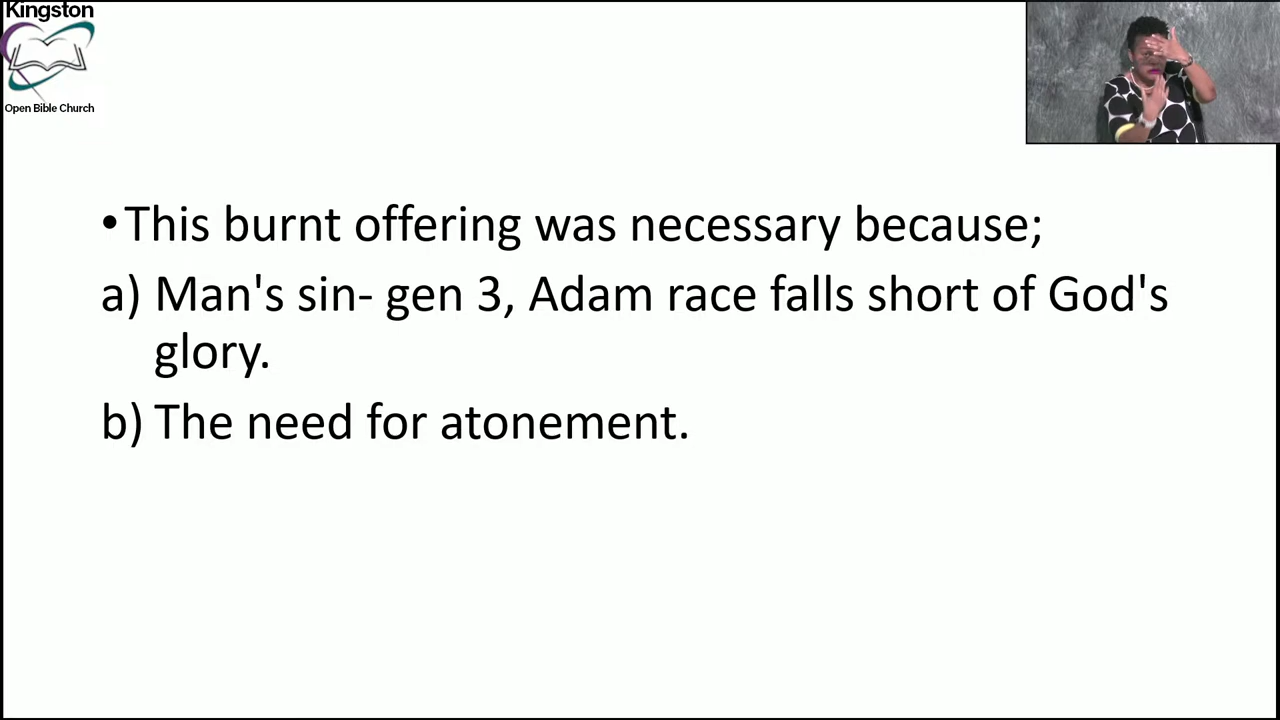 Kingston
Open Bible Church
•This burnt offering was necessary because;
a) Man's sin- gen 3, Adam race falls short of God's
glory.
b) The need for atonement.